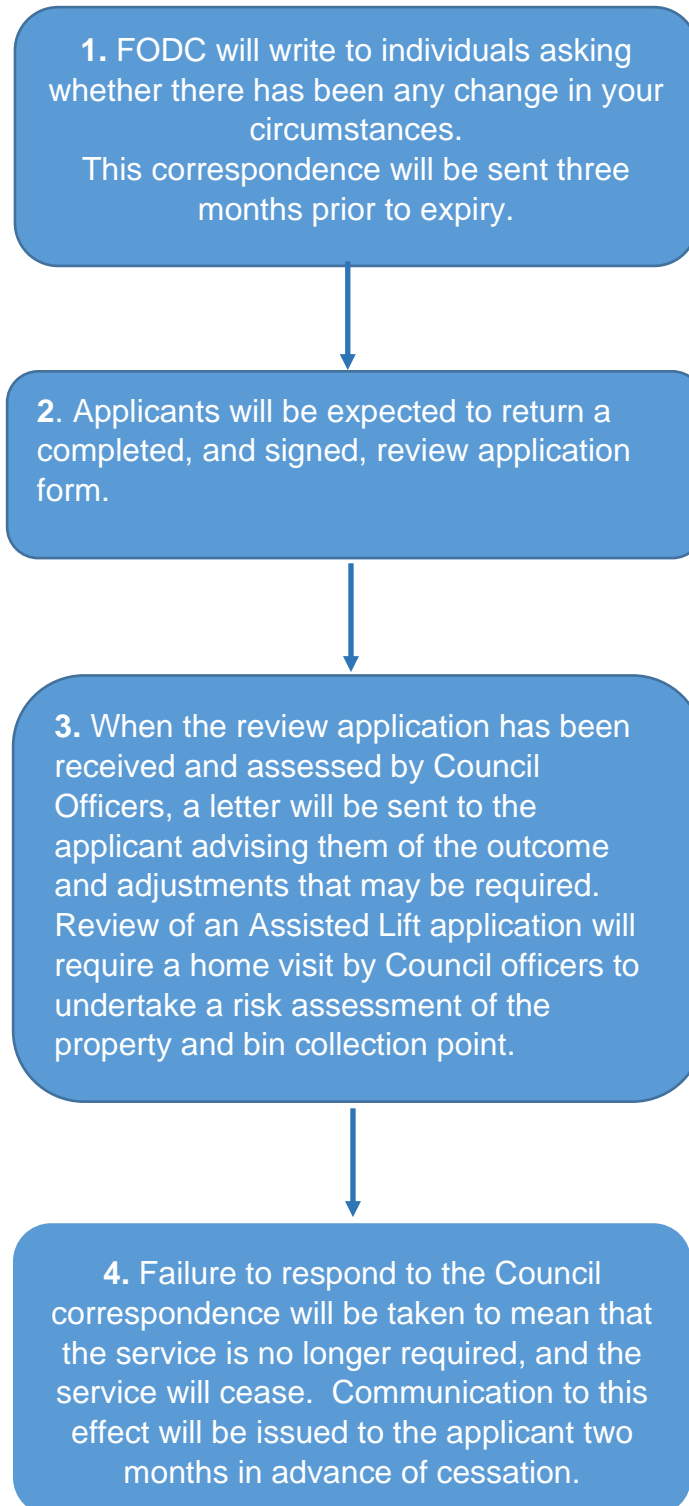 1. FODC will write to individuals asking
whether there has been any change in your
circumstances.
This correspondence will be sent three
months prior to expiry.
2. Applicants will be expected to return a
completed, and signed, review application
form.
3. When the review application has been
received and assessed by Council
Officers, a letter will be sent to the
applicant advising them of the outcome
and adjustments that may be required.
Review of an Assisted Lift application will
require a home visit by Council officers to
undertake a risk assessment of the
property and bin collection point.
4. Failure to respond to the Council
correspondence will be taken to mean that
the service is no longer required, and the
service will cease.  Communication to this
effect will be issued to the applicant two
months in advance of cessation.